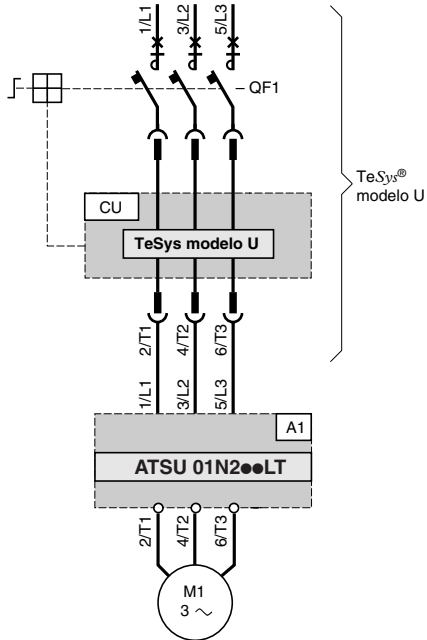 1/L1
3/L2
5/L3
QF1
TeSys®
modelo U
CU
TeSys modelo U
2/T1
4/T2
6/T3
1/L1
3/L2
5/L3
A1
ATSU 01N2●●LT
2/T1
4/T2
6/T3
M1
3 ~